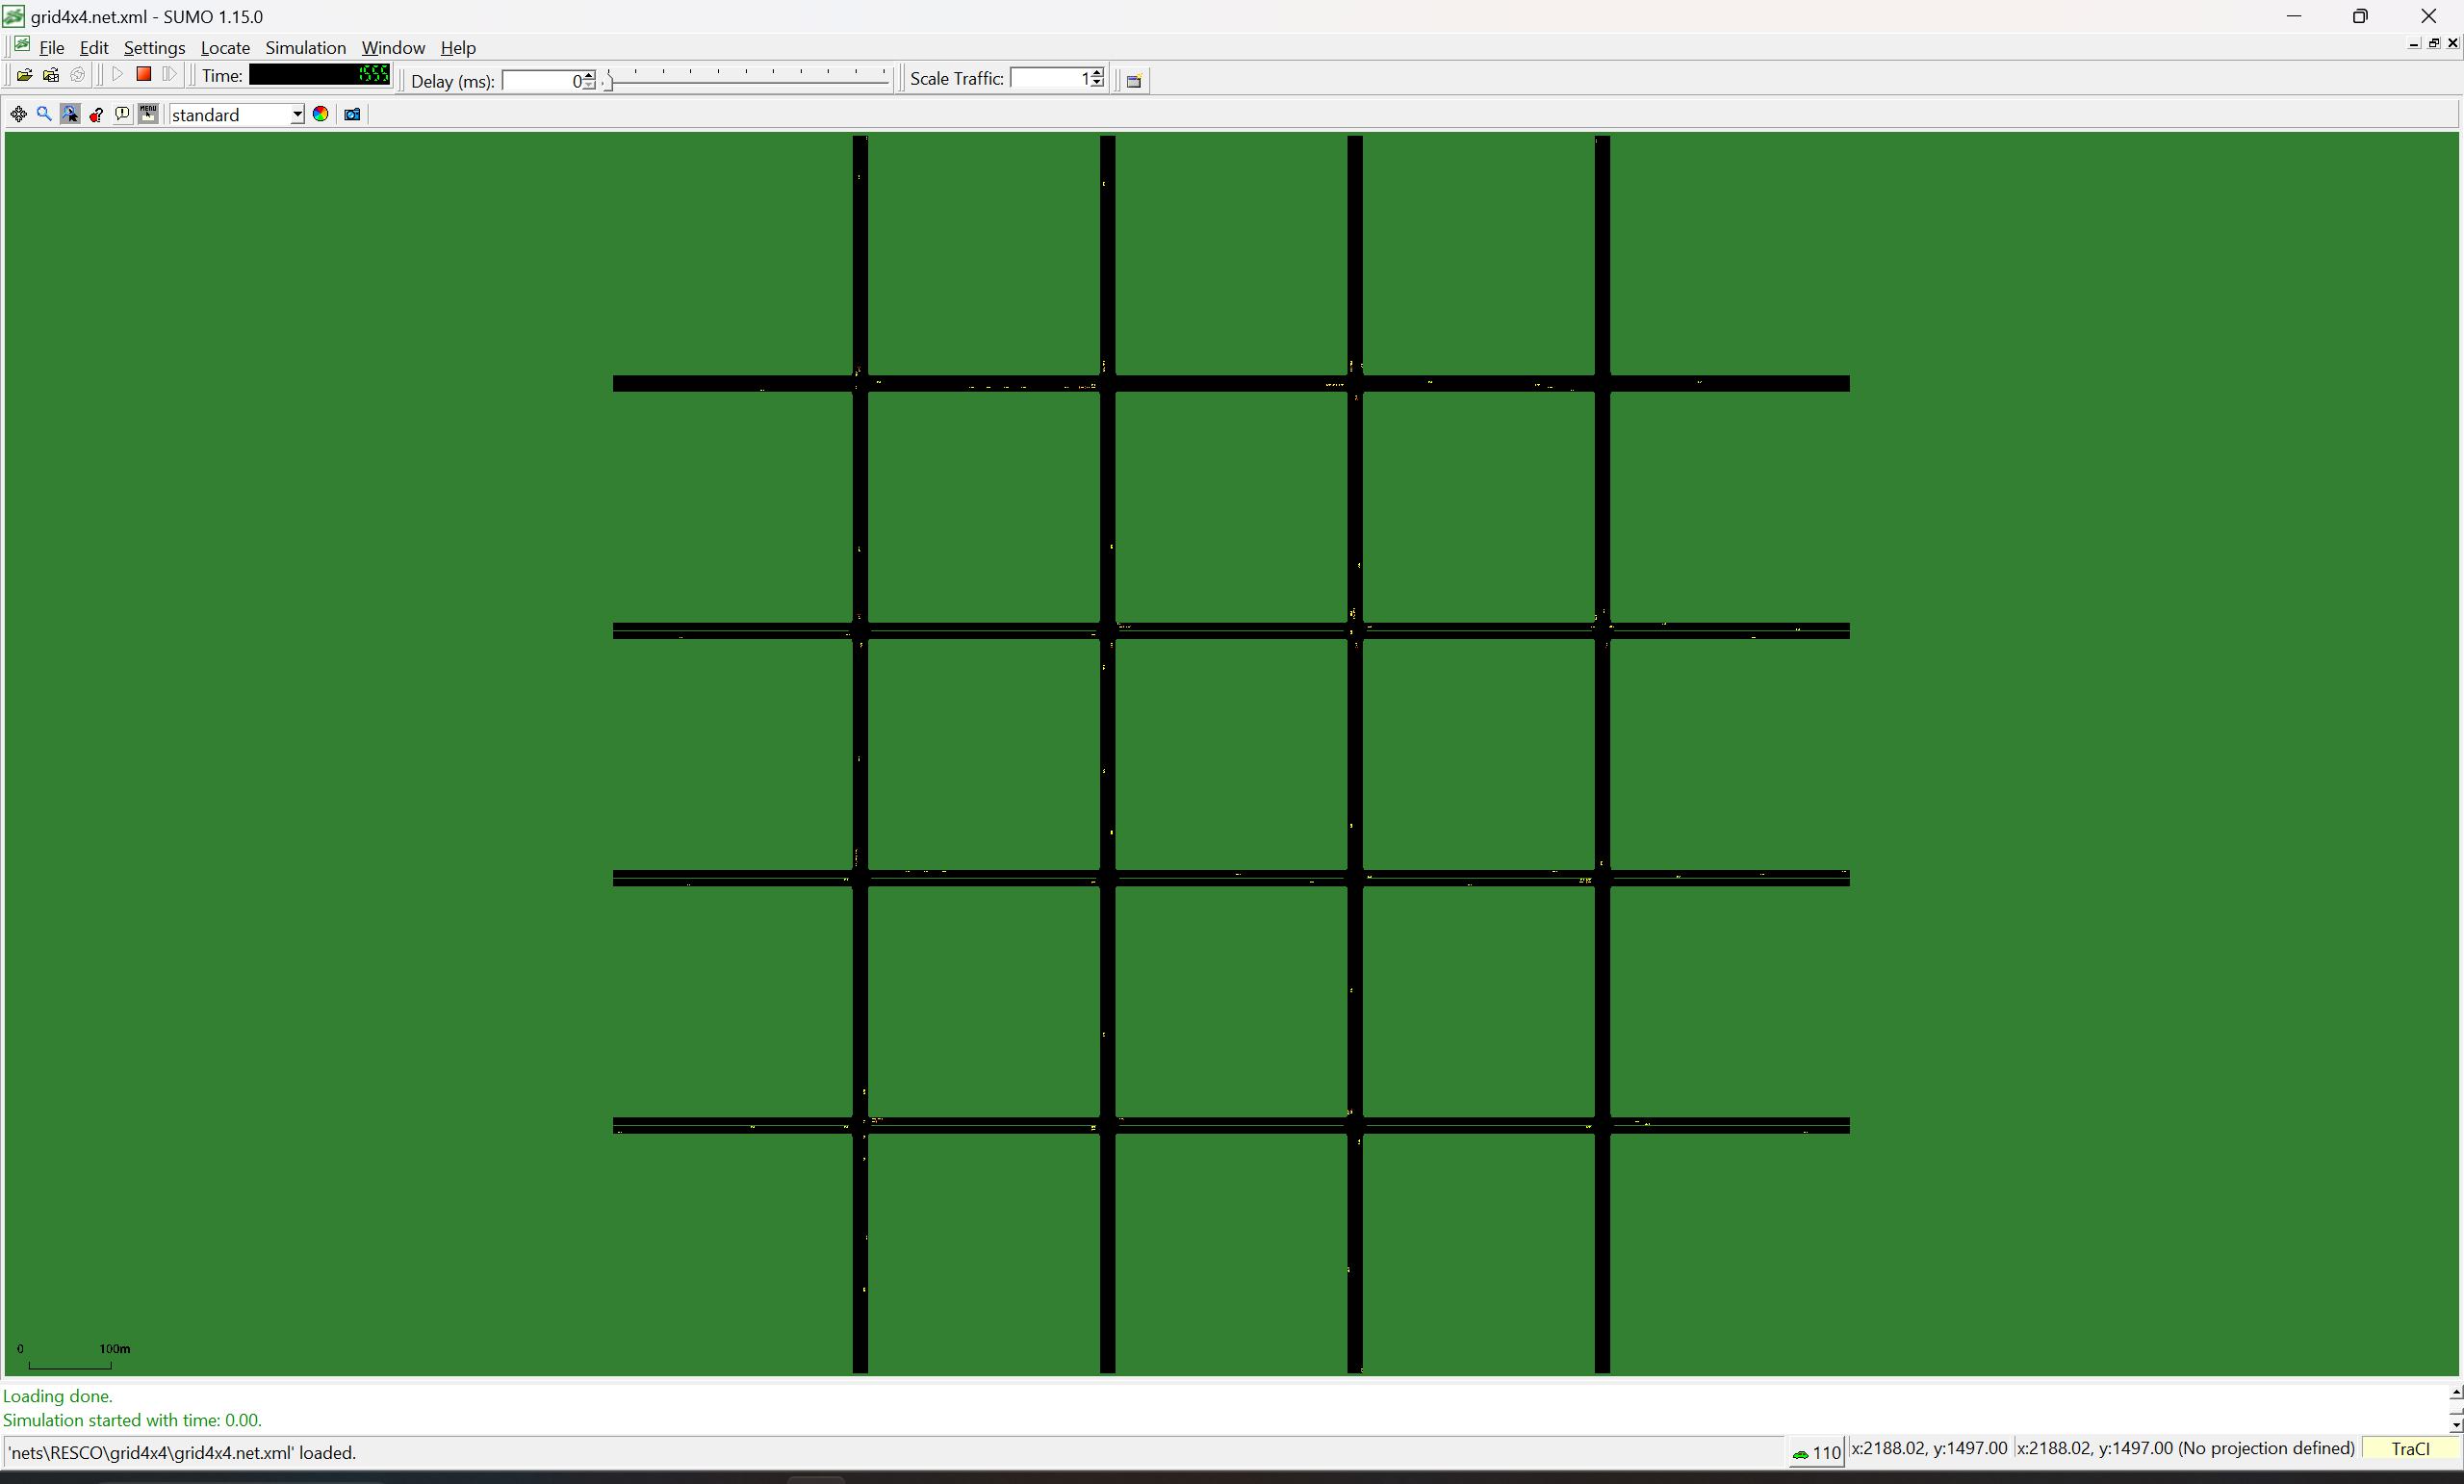 grid4x4.net.xml - SUMO 1.15.0
File Edit Settings Locate Simulation Window Help
Time: 1555 Delay (ms): 0 Scale Traffic: 1
MENU standard
0 100m
Loading done.
Simulation started with time: 0.00.
'nets\RESCO\grid4x4\grid4x4.net.xml' loaded. 110 x:2188.02, y:1497.00 x:2188.02, y:1497.00 (No projection defined) TraCI